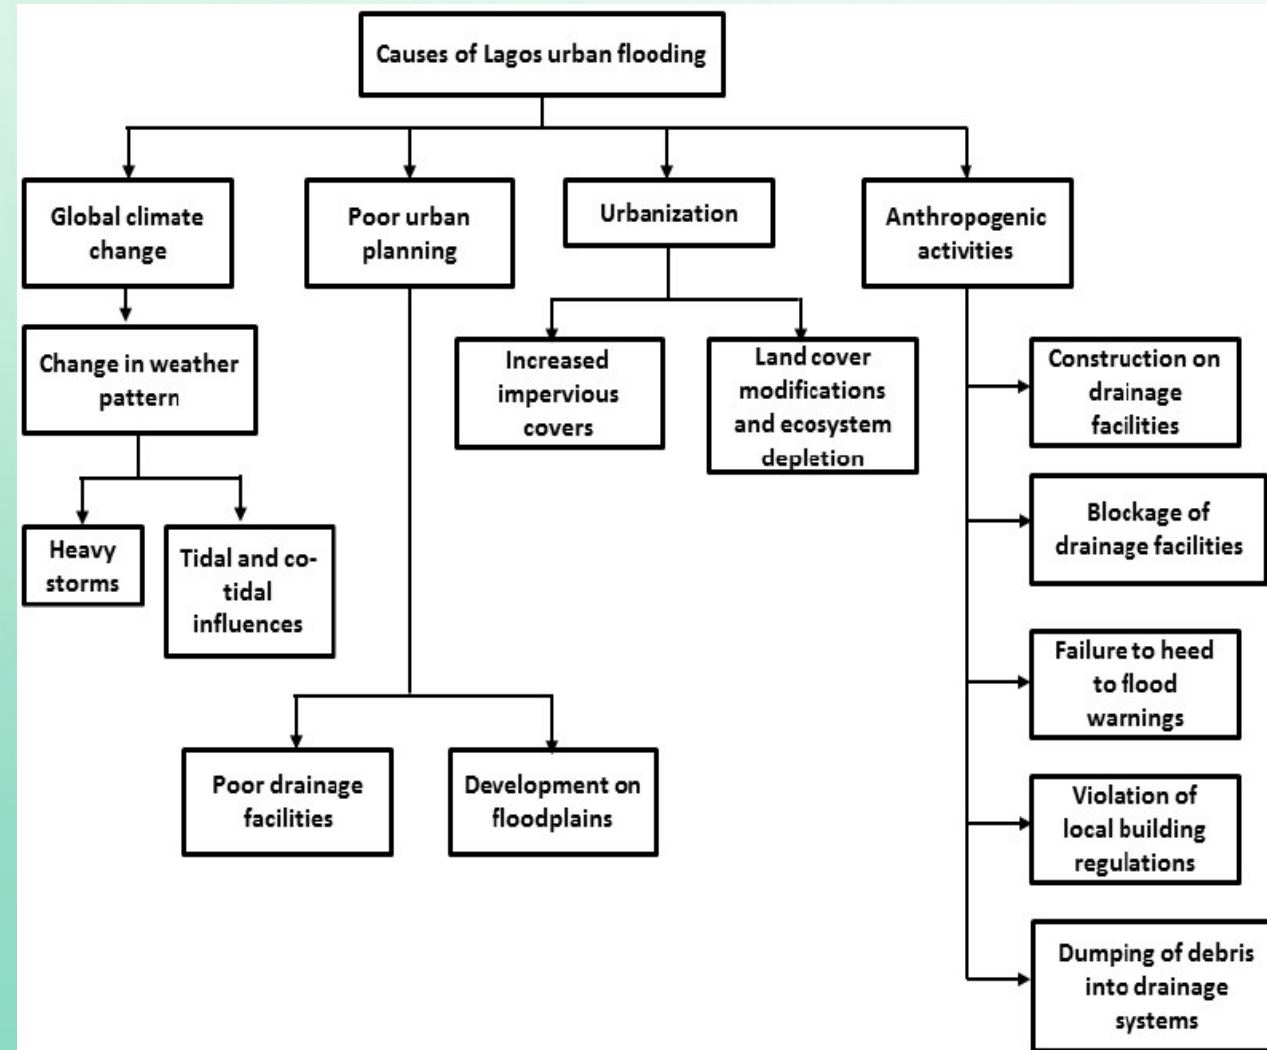 Causes of Lagos urban flooding
Global climate
change
Poor urban
planning
Urbanization
Anthropogenic
activities
Change in weather
pattern
Increased
impervious
covers
Land cover
modifications
and ecosystem
depletion
Construction on
drainage
facilities
Heavy
storms
Tidal and co-
tidal
influences
Blockage of
drainage facilities
Failure to heed
to flood
warnings
Poor drainage
facilities
Development on
floodplains
Violation of
local building
regulations
Dumping of debris
into drainage
systems